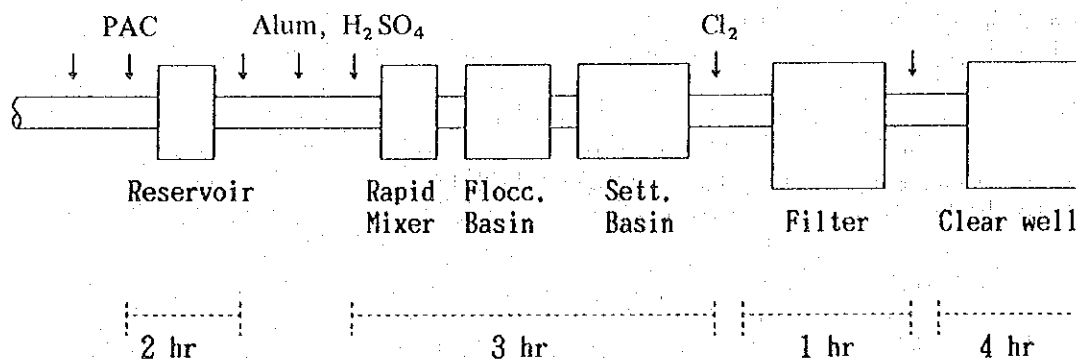 PAC Alum, H₂SO₄ Cl₂
Reservoir Rapid Mixer Flocc. Basin Sett. Basin Filter Clear well
2 hr 3 hr 1 hr 4 hr